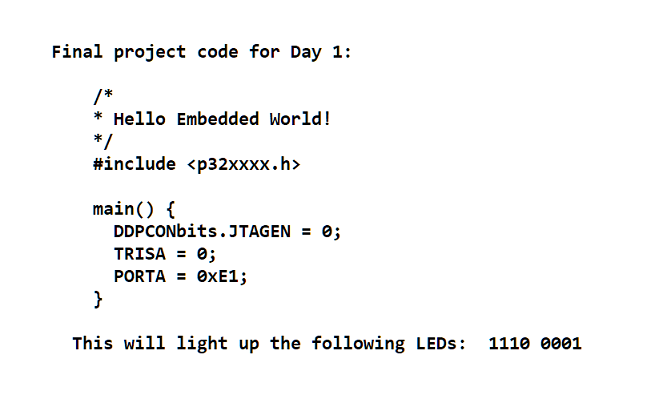 Final project code for Day 1:
/*
* Hello Embedded World!
*/
#include <p32xxxx.h>
main() {
DDPCONbits.JTAGEN = 0;
TRISA = 0;
PORTA = 0xE1;
}
This will light up the following LEDs: 1110 0001